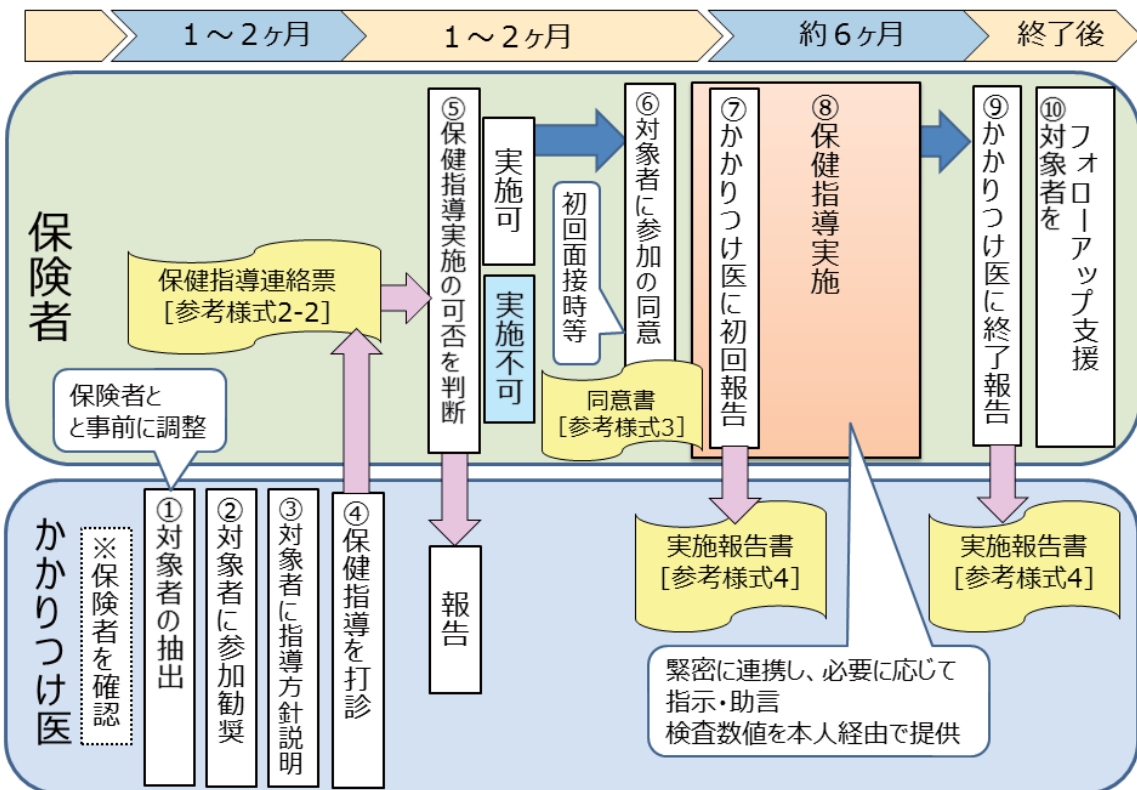 1～2ヶ月
1～2ヶ月
約6ヶ月
終了後
保険者
保健指導連絡票
[参考様式2-2]
⑤保健指導実施の可否を判断
実施可
実施不可
初回面接時等
⑥対象者に参加の同意
同意書
[参考様式3]
⑦かかりつけ医に初回報告
⑧保健指導実施
⑨かかりつけ医に終了報告
⑩対象者を
フォローアップ支援
保険者と
と事前に調整
かかりつけ医
※保険者を確認
①対象者の抽出
②対象者に参加勧奨
③対象者に指導方針説明
④保健指導を打診
報告
実施報告書
[参考様式4]
実施報告書
[参考様式4]
緊密に連携し、必要に応じて
指示・助言
検査数値を本人経由で提供